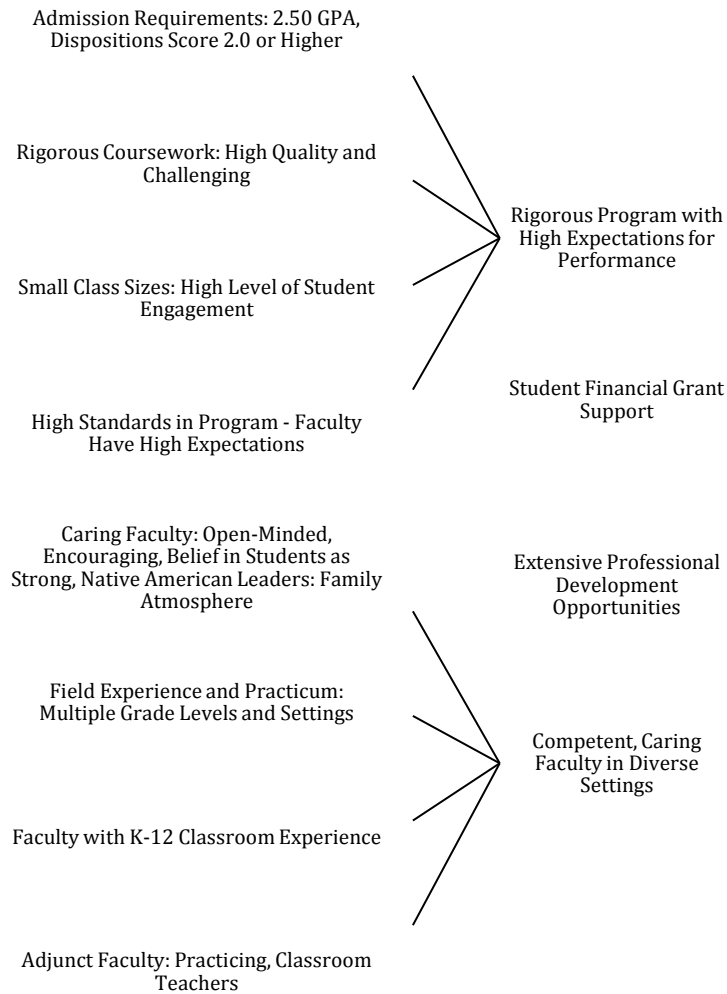 Admission Requirements: 2.50 GPA,
Dispositions Score 2.0 or Higher
Rigorous Coursework: High Quality and
Challenging
Small Class Sizes: High Level of Student
Engagement
High Standards in Program - Faculty
Have High Expectations
Rigorous Program with
High Expectations for
Performance
Student Financial Grant
Support
Caring Faculty: Open-Minded,
Encouraging, Belief in Students as
Strong, Native American Leaders: Family
Atmosphere
Field Experience and Practicum:
Multiple Grade Levels and Settings
Faculty with K-12 Classroom Experience
Adjunct Faculty: Practicing, Classroom
Teachers
Extensive Professional
Development
Opportunities
Competent, Caring
Faculty in Diverse
Settings